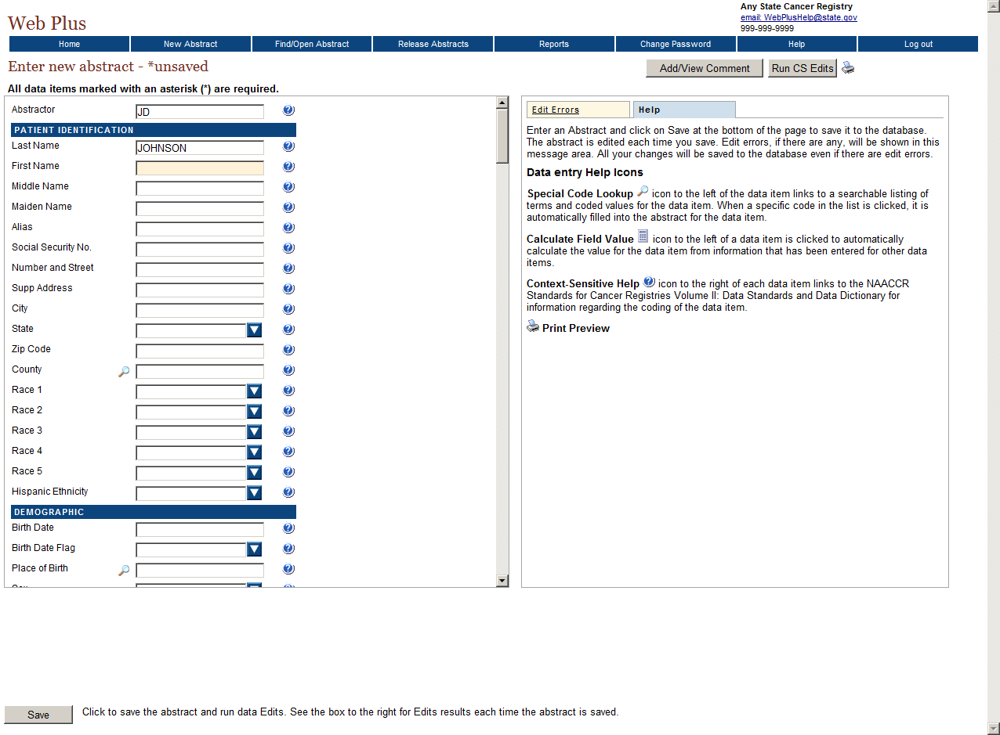 Any State Cancer Registry
email: WebPlusHelp@state.gov
999-999-9999
Web Plus
Home New Abstract Find/Open Abstract Release Abstracts Reports Change Password Help Log out
Enter new abstract - *unsaved
Add/View Comment Run CS Edits
All data items marked with an asterisk (*) are required.
Abstractor JD
PATIENT IDENTIFICATION
Last Name JOHNSON
First Name
Middle Name
Maiden Name
Alias
Social Security No.
Number and Street
Supp Address
City
State
Zip Code
County
Race 1
Race 2
Race 3
Race 4
Race 5
Hispanic Ethnicity
DEMOGRAPHIC
Birth Date
Birth Date Flag
Place of Birth
Edit Errors Help
Enter an Abstract and click on Save at the bottom of the page to save it to the database.
The abstract is edited each time you save. Edit errors, if there are any, will be shown in this
message area. All your changes will be saved to the database even if there are edit errors.
Data entry Help Icons
Special Code Lookup icon to the left of the data item links to a searchable listing of
terms and coded values for the data item. When a specific code in the list is clicked, it is
automatically filled into the abstract for the data item.
Calculate Field Value icon to the left of a data item is clicked to automatically
calculate the value for the data item from information that has been entered for other data
items.
Context-Sensitive Help icon to the right of each data item links to the NAACCR
Standards for Cancer Registries Volume II: Data Standards and Data Dictionary for
information regarding the coding of the data item.
Print Preview
Save Click to save the abstract and run data Edits. See the box to the right for Edits results each time the abstract is saved.